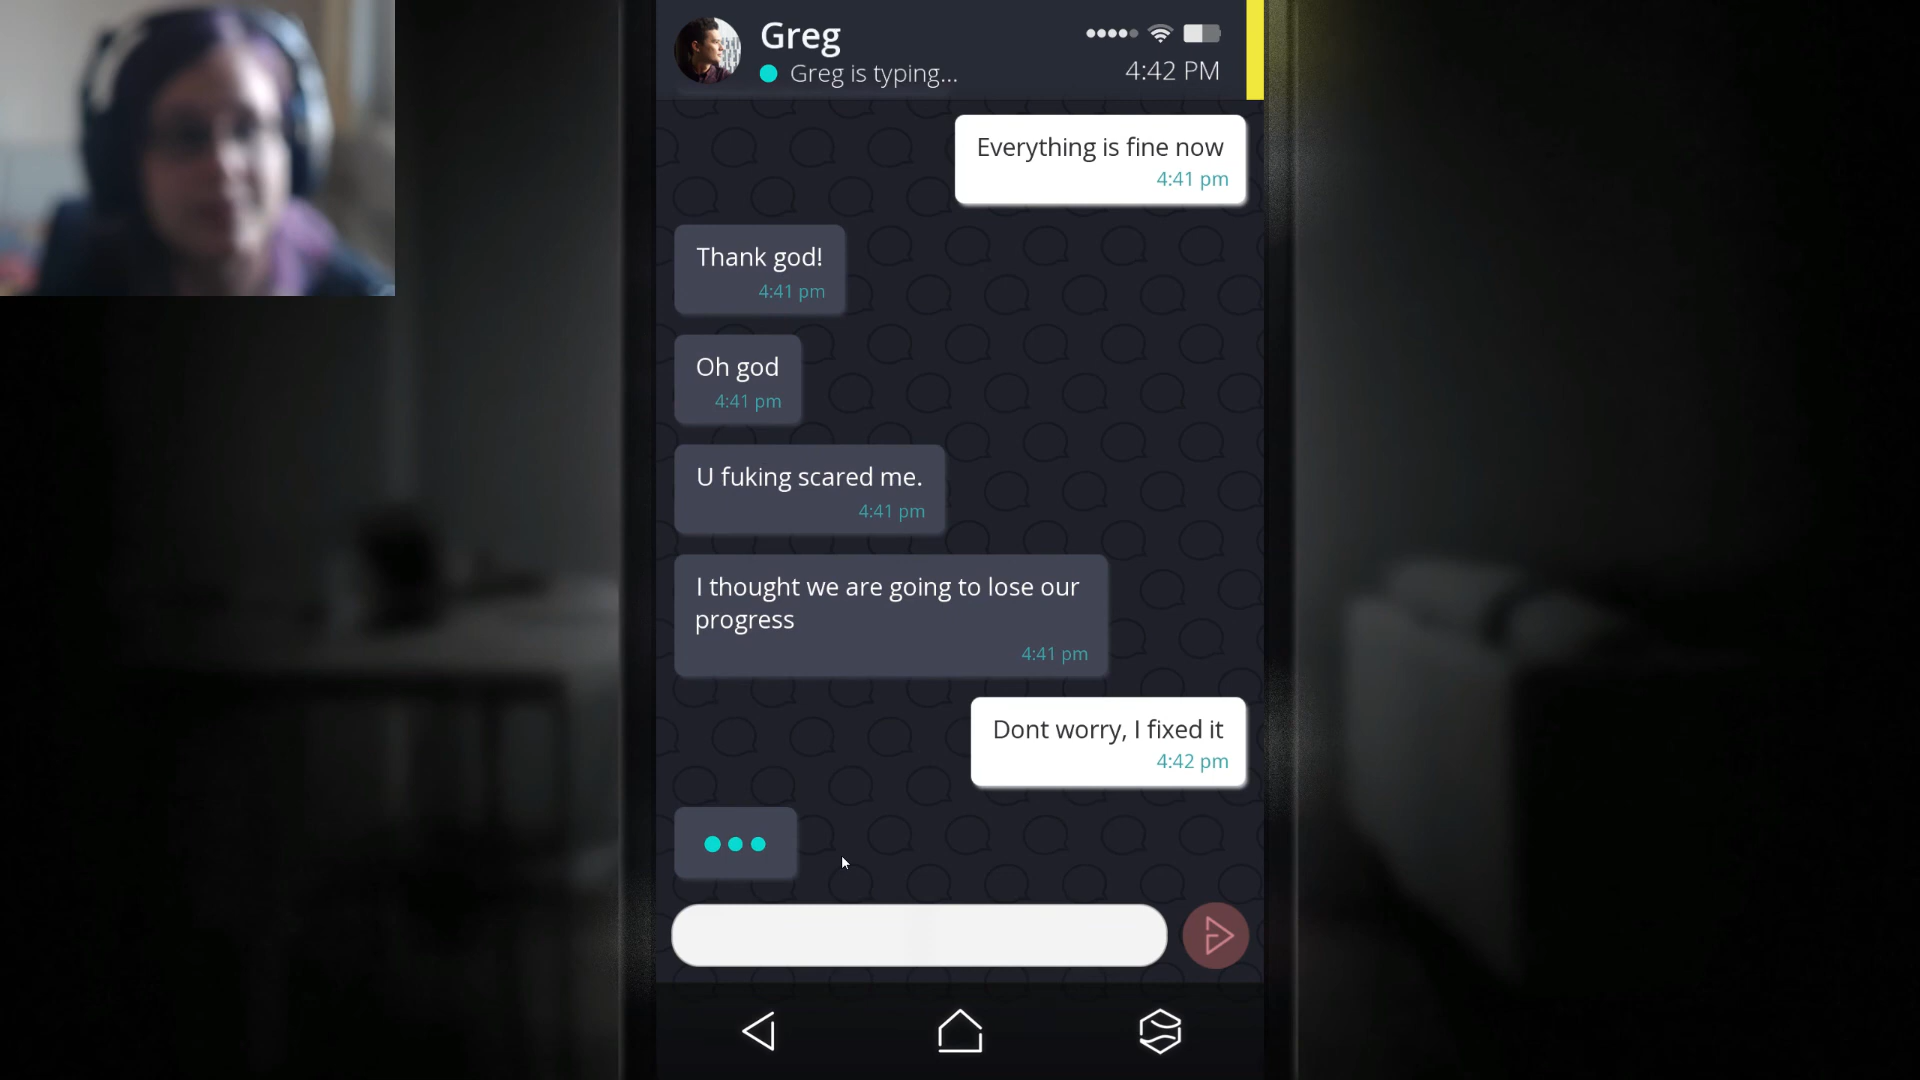 Greg
Greg is typing...
4:42 PM
Everything is fine now
4:41 pm
Thank god!
4:41 pm
Oh god
4:41 pm
U fuking scared me.
4:41 pm
I thought we are going to lose our
progress
4:41 pm
Dont worry, I fixed it
4:42 pm